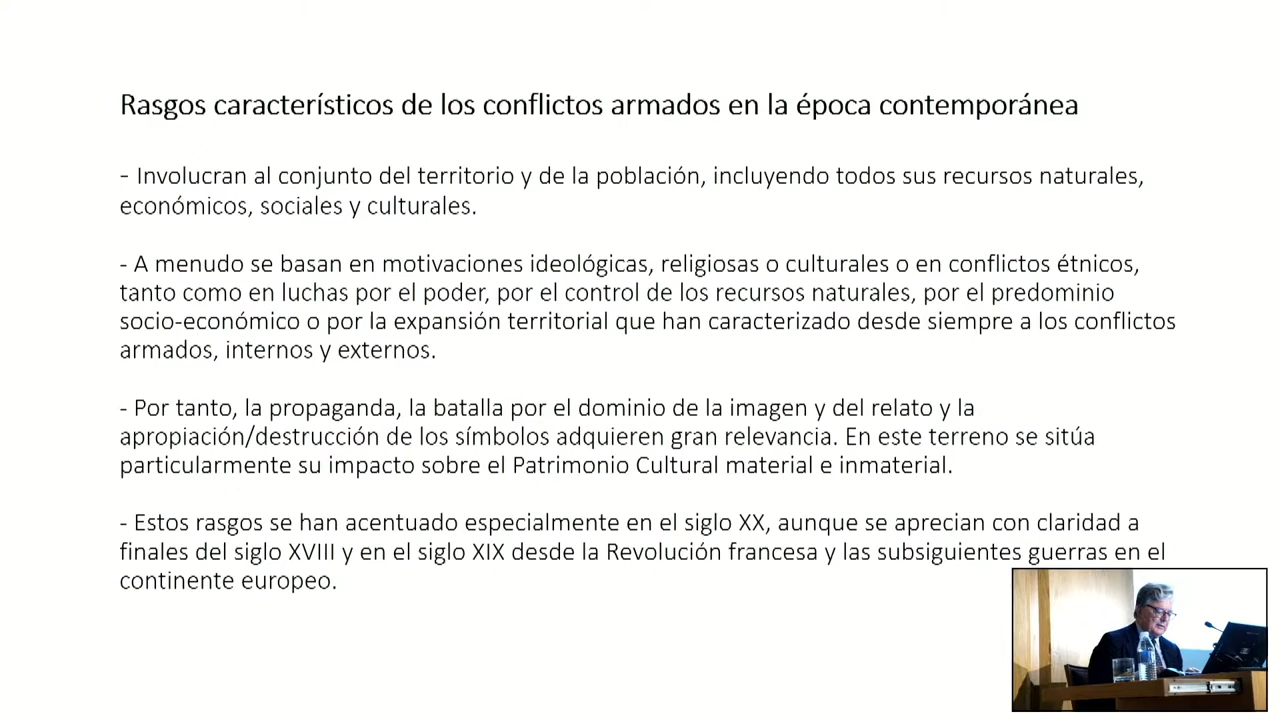 Rasgos característicos de los conflictos armados en la época contemporánea
- Involucran al conjunto del territorio y de la población, incluyendo todos sus recursos naturales,
económicos, sociales y culturales.
- A menudo se basan en motivaciones ideológicas, religiosas o culturales o en conflictos étnicos,
tanto como en luchas por el poder, por el control de los recursos naturales, por el predominio
socio-económico o por la expansión territorial que han caracterizado desde siempre a los conflictos
armados, internos y externos.
- Por tanto, la propaganda, la batalla por el dominio de la imagen y del relato y la
apropiación/destrucción de los símbolos adquieren gran relevancia. En este terreno se sitúa
particularmente su impacto sobre el Patrimonio Cultural material e inmaterial.
- Estos rasgos se han acentuado especialmente en el siglo XX, aunque se aprecian con claridad a
finales del siglo XVIII y en el siglo XIX desde la Revolución francesa y las subsiguientes guerras en el
continente europeo.